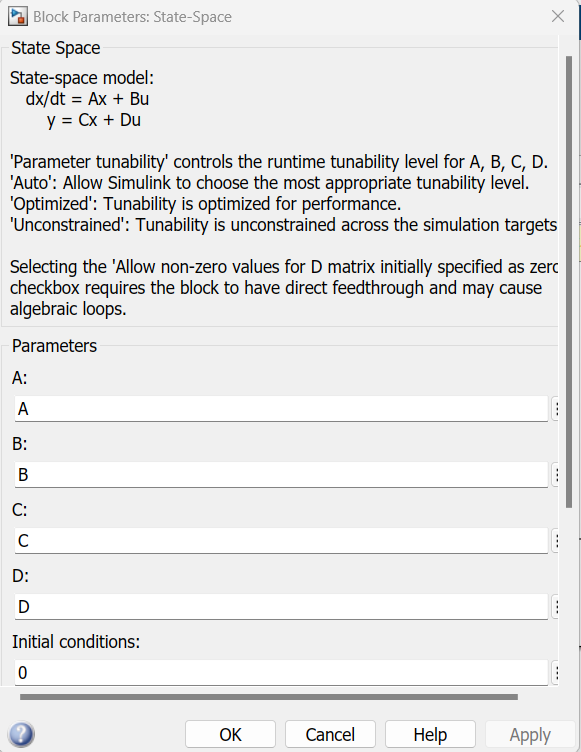 Block Parameters: State-Space
State Space
State-space model:
dx/dt = Ax + Bu
y = Cx + Du
'Parameter tunability' controls the runtime tunability level for A, B, C, D.
'Auto': Allow Simulink to choose the most appropriate tunability level.
'Optimized': Tunability is optimized for performance.
'Unconstrained': Tunability is unconstrained across the simulation targets
Selecting the 'Allow non-zero values for D matrix initially specified as zero
checkbox requires the block to have direct feedthrough and may cause
algebraic loops.
Parameters
A:
A
B:
B
C:
C
D:
D
Initial conditions:
0
?
OK Cancel Help Apply